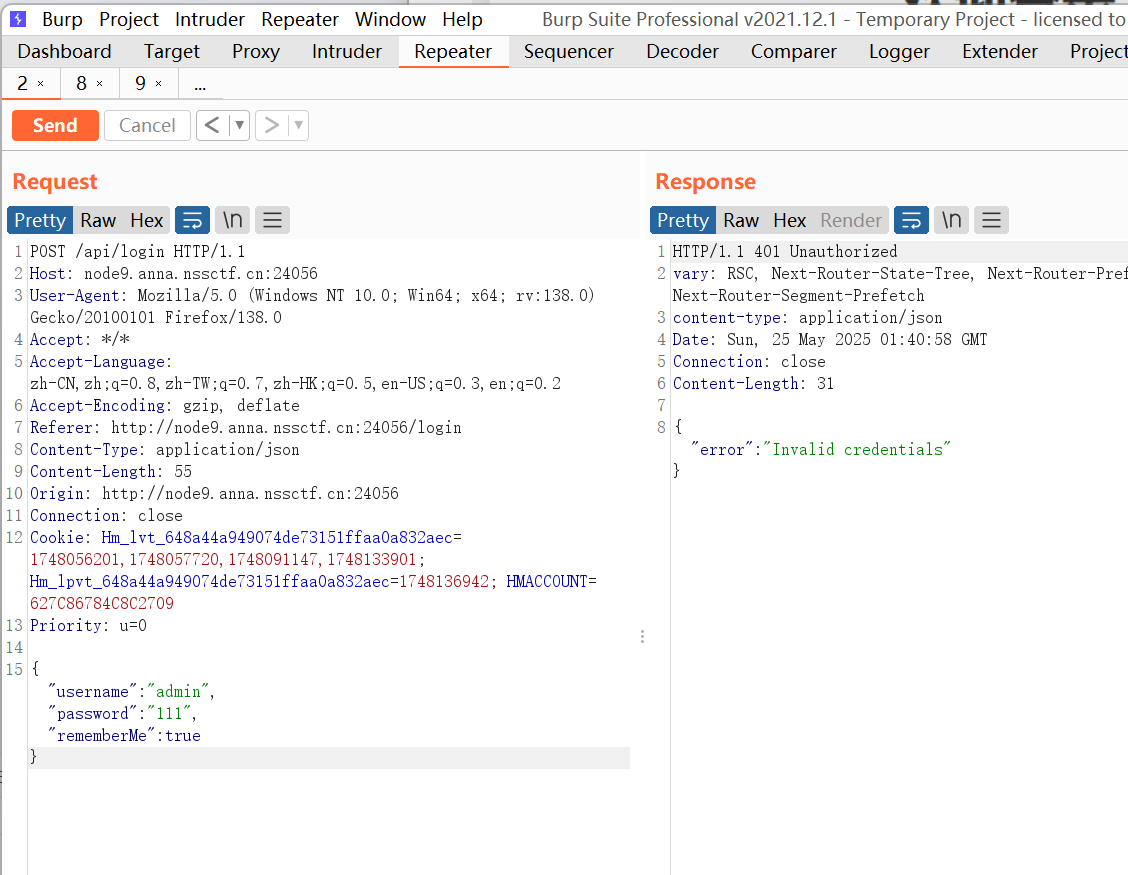 Burp Project Intruder Repeater Window Help Burp Suite Professional v2021.12.1 - Temporary Project - licensed to
Dashboard Target Proxy Intruder Repeater Sequencer Decoder Comparer Logger Extender Project
2 × 8 × 9 × ...
Send Cancel < ▼ > ▼
Request
Pretty Raw Hex \n
1 POST /api/login HTTP/1.1
2 Host: node9.anna.nssctf.cn:24056
3 User-Agent: Mozilla/5.0 (Windows NT 10.0; Win64; x64; rv:138.0)
Gecko/20100101 Firefox/138.0
4 Accept: */*
5 Accept-Language:
zh-CN,zh;q=0.8,zh-TW;q=0.7,zh-HK;q=0.5,en-US;q=0.3,en;q=0.2
6 Accept-Encoding: gzip, deflate
7 Referer: http://node9.anna.nssctf.cn:24056/login
8 Content-Type: application/json
9 Content-Length: 55
10 Origin: http://node9.anna.nssctf.cn:24056
11 Connection: close
12 Cookie: Hm_lvt_648a44a949074de73151ffaa0a832aec=
1748056201,1748057720,1748091147,1748133901;
Hm_lpvt_648a44a949074de73151ffaa0a832aec=1748136942; HMACCOUNT=
627C86784C8C2709
13 Priority: u=0
14
15 {
"username":"admin",
"password":"111",
"rememberMe":true
}
Response
Pretty Raw Hex Render \n
1 HTTP/1.1 401 Unauthorized
2 vary: RSC, Next-Router-State-Tree, Next-Router-Pref
Next-Router-Segment-Prefetch
3 content-type: application/json
4 Date: Sun, 25 May 2025 01:40:58 GMT
5 Connection: close
6 Content-Length: 31
7
8 {
"error":"Invalid credentials"
}